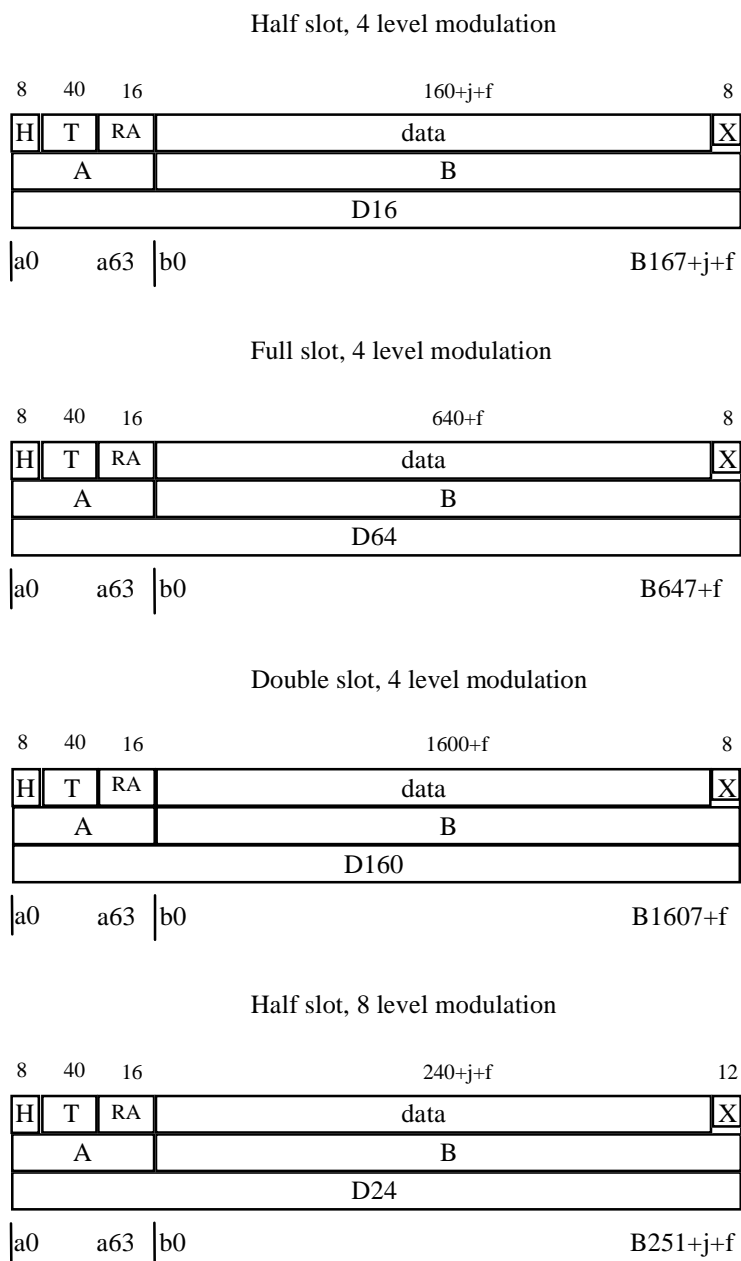 Half slot, 4 level modulation
8 40 16 160+j+f 8
H T RA data X
A B
D16
a0 a63 b0 B167+j+f
Full slot, 4 level modulation
8 40 16 640+f 8
H T RA data X
A B
D64
a0 a63 b0 B647+f
Double slot, 4 level modulation
8 40 16 1600+f 8
H T RA data X
A B
D160
a0 a63 b0 B1607+f
Half slot, 8 level modulation
8 40 16 240+j+f 12
H T RA data X
A B
D24
a0 a63 b0 B251+j+f